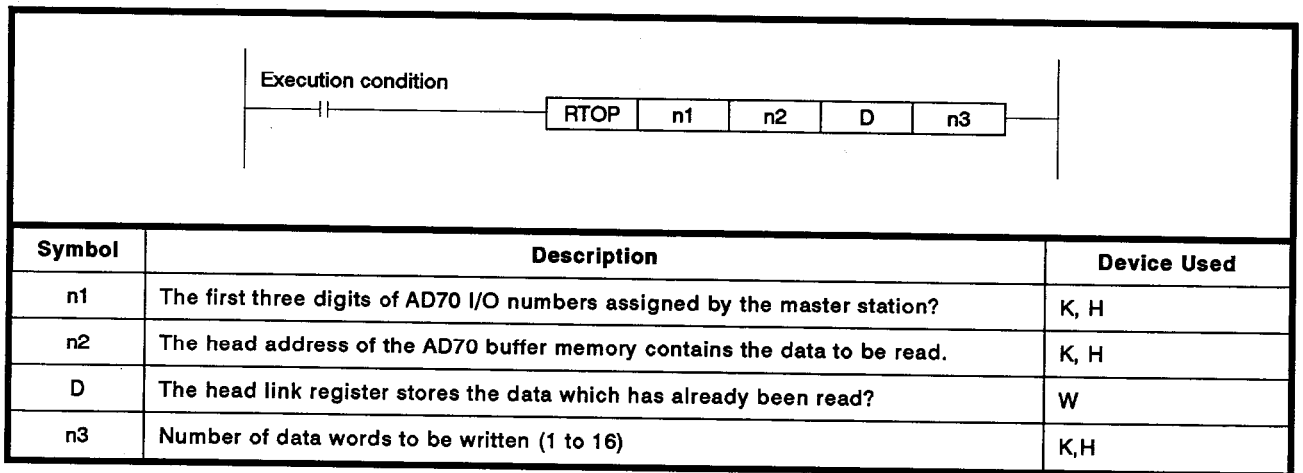 Execution condition
RTOP n1 n2 D n3
Symbol Description Device Used
n1 The first three digits of AD70 I/O numbers assigned by the master station? K, H
n2 The head address of the AD70 buffer memory contains the data to be read. K, H
D The head link register stores the data which has already been read? W
n3 Number of data words to be written (1 to 16) K,H